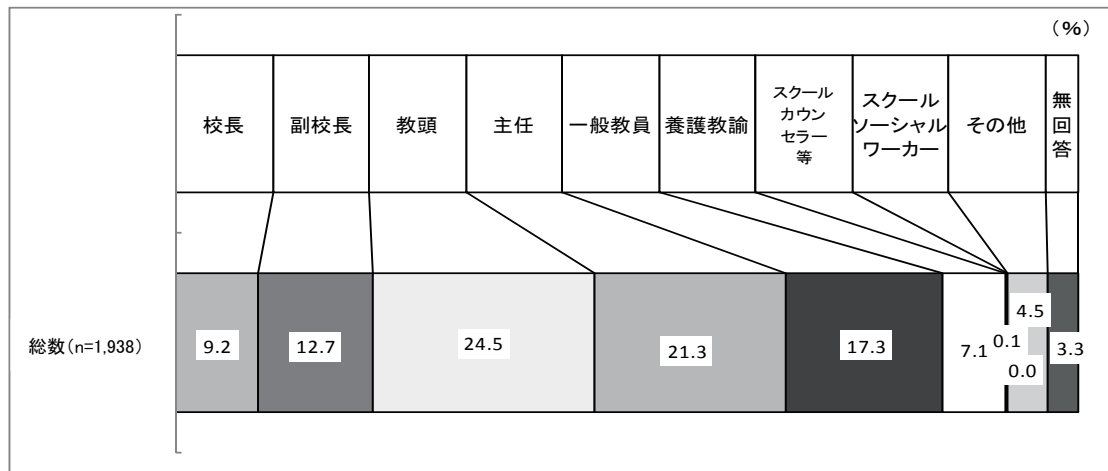 （%）
校長
副校長
教頭
主任
一般教員
養護教諭
スクール
カウン
セラー
等
スクール
ソーシャル
ワーカー
その他
無
回
答
総数（n=1,938）
9.2
12.7
24.5
21.3
17.3
7.1
0.1
0.0
4.5
3.3